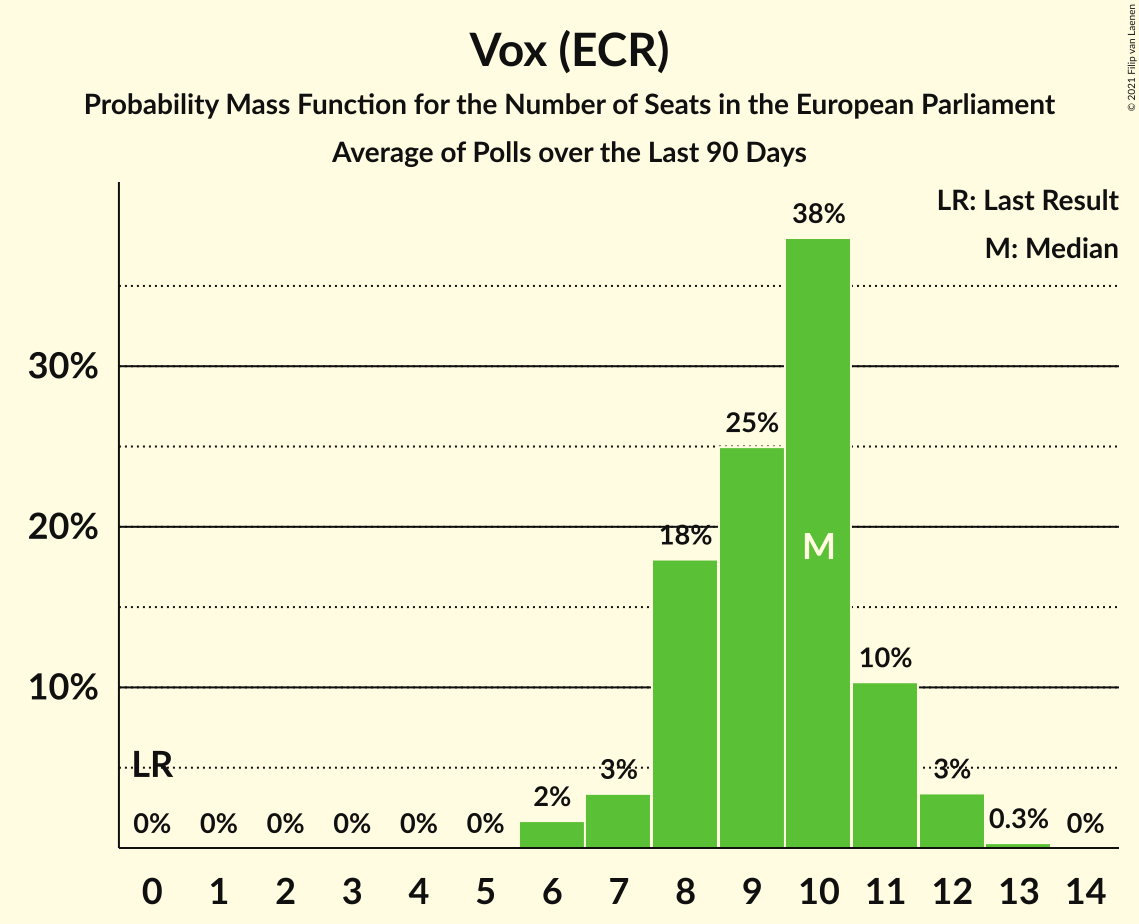 Vox (ECR)
Probability Mass Function for the Number of Seats in the European Parliament
Average of Polls over the Last 90 Days
© 2021 Filip van Laenen
LR: Last Result
M: Median
38%
30%
25%
20%
18%
M
10%
10%
LR
3%
3%
2%
0% 0% 0% 0% 0% 0% 0.3% 0%
0 1 2 3 4 5 6 7 8 9 10 11 12 13 14